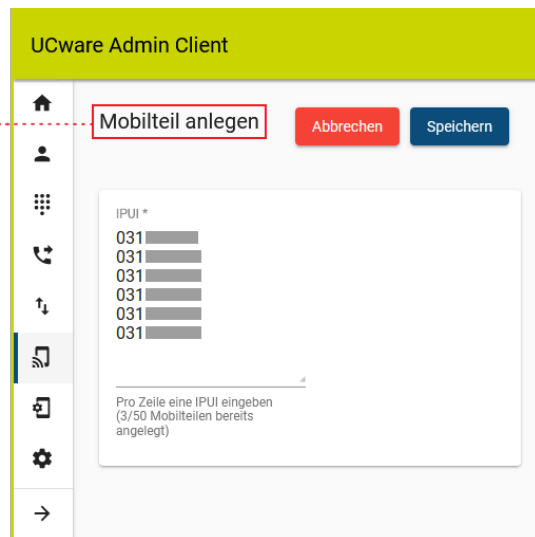 UCware Admin Client
Mobilteil anlegen
Abbrechen
Speichern
IPUI *
031
031
031
031
031
031
Pro Zeile eine IPUI eingeben
(3/50 Mobilteilen bereits
angelegt)